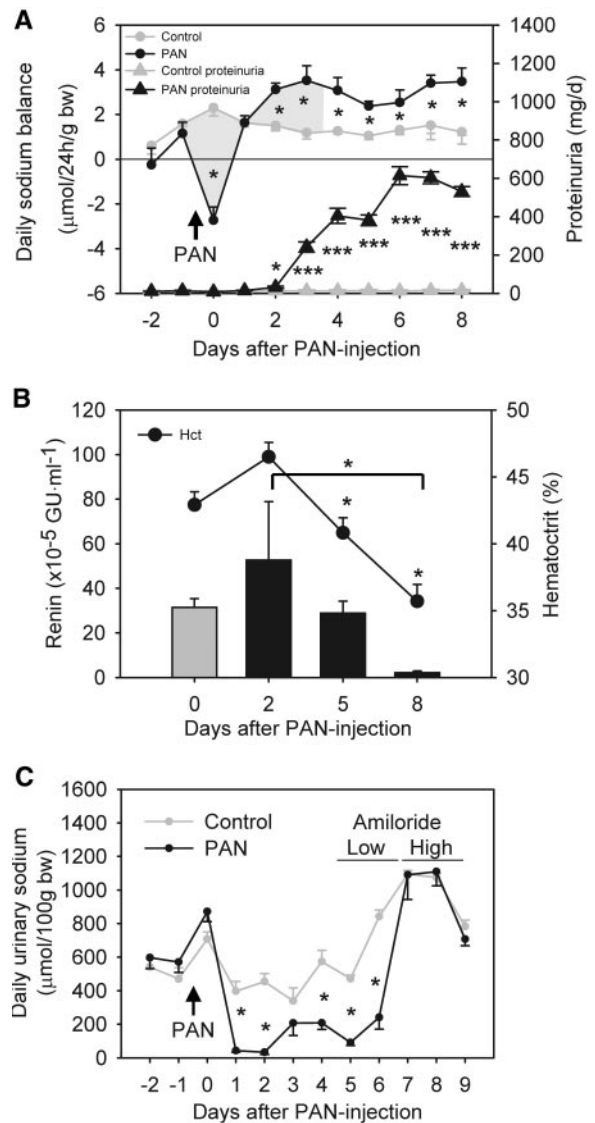 A
Control
PAN
Control proteinuria
PAN proteinuria
Daily sodium balance
(μmol/24h/g bw)
6
4
2
0
-2
-4
-6
1400
1200
1000
800
600
400
200
0
Proteinuria (mg/d)
* * * * * * * *
PAN
* *** *** *** *** *** ***
-2 0 2 4 6 8
Days after PAN-injection
B
Hct
Renin (x10-5 GU·ml-1)
120
100
80
60
40
20
0
50
45
40
35
30
Hematoctrit (%)
*
*
*
0 2 5 8
Days after PAN-injection
C
Control
PAN
Amiloride
Low High
Daily urinary sodium
(μmol/100g bw)
1600
1400
1200
1000
800
600
400
200
0
PAN
* * * * *
-2 -1 0 1 2 3 4 5 6 7 8 9
Days after PAN-injection